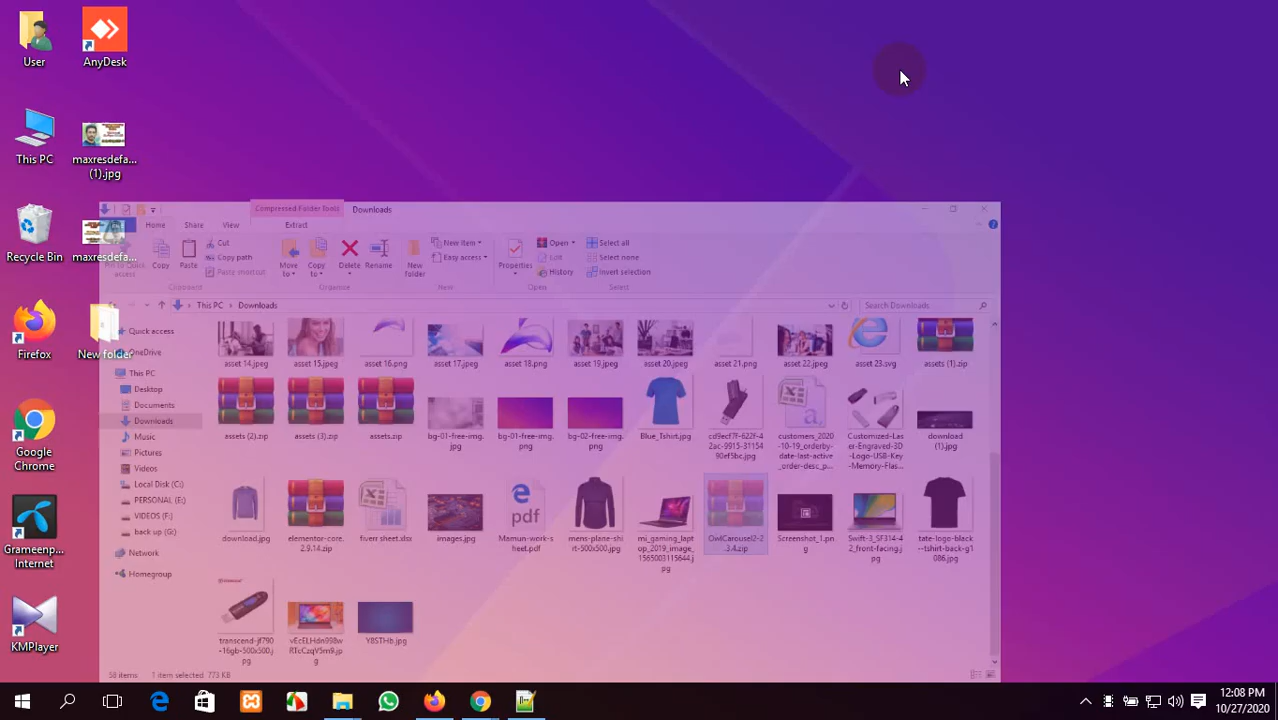 User
AnyDesk
This PC
maxresdefa...
(1).jpg
Recycle Bin
maxresdefa...
Firefox
New folder
Google
Chrome
Grameenp...
Internet
KMPlayer
Compressed Folder Tools
Downloads
Home
Share
View
Extract
Copy
Paste
Cut
Copy path
Paste shortcut
Move
to
Copy
to
Delete
Rename
New
folder
New item
Easy access
Properties
Open
Edit
History
Select all
Select none
Invert selection
Clipboard
Organise
New
Open
Select
This PC
Downloads
Search Downloads
Quick access
OneDrive
This PC
Desktop
Documents
Downloads
Music
Pictures
Videos
Local Disk (C:)
PERSONAL (E:)
VIDEOS (F:)
back up (G:)
Network
Homegroup
asset 14.jpeg
asset 15.jpeg
asset 16.png
asset 17.jpeg
asset 18.png
asset 19.jpeg
asset 20.jpeg
asset 21.png
asset 22.jpeg
asset 23.svg
assets (1).zip
assets (2).zip
assets (3).zip
assets.zip
bg-01-free-img.
jpg
bg-01-free-img.
png
bg-02-free-img.
png
Blue_Tshirt.jpg
cd9ecf7f-622f-4
2ac-9915-31154
90ef5bc.jpg
customers_2020
-10-19_orderby-
date-last-active
_order-desc_p...
Customized-Las
er-Engraved-3D
-Logo-USB-Key
-Memory-Flas...
download
(1).jpg
download.jpg
elementor-core.
2.9.14.zip
fiverr sheet.xlsx
images.jpg
pdf
Mamun-work-s
heet.pdf
mens-plane-shi
rt-500x500.jpg
mi_gaming_lapt
op_2019_image_
1565003115644.j
pg
OwlCarousel2-2
.3.4.zip
Screenshot_1.pn
g
Swift-3_SF314-4
2_front-facing.j
pg
tate-logo-black
--tshirt-back-g1
086.jpg
transcend-jf790
-16gb-500x500.j
pg
vEcELHdn998w
RTcCzqV5m9.jp
g
Y8STHb.jpg
58 items
1 item selected
773 KB
12:08 PM
10/27/2020